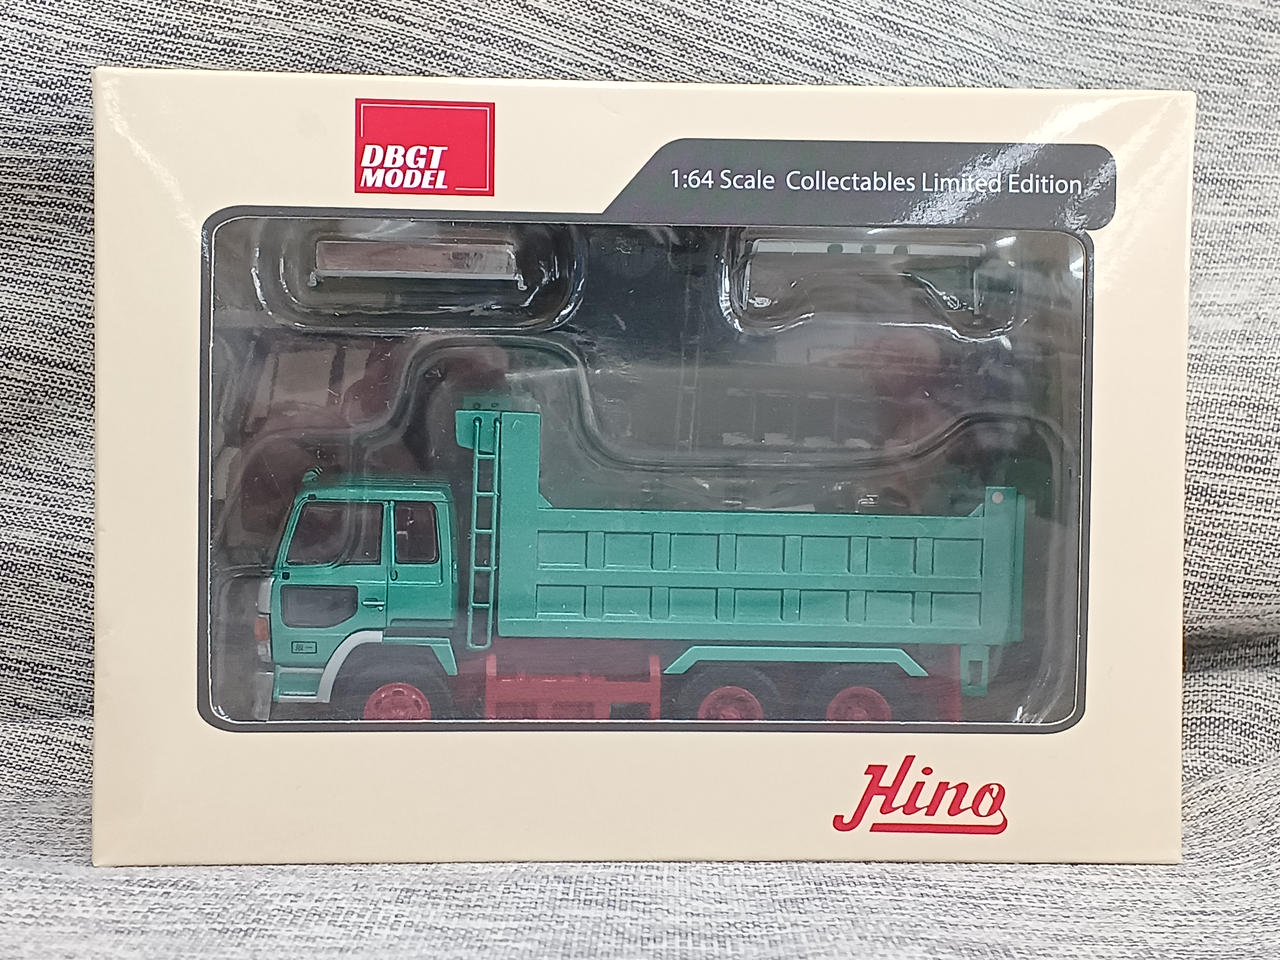 DBGT
MODEL
1:64 Scale Collectables Limited Edition
Hino